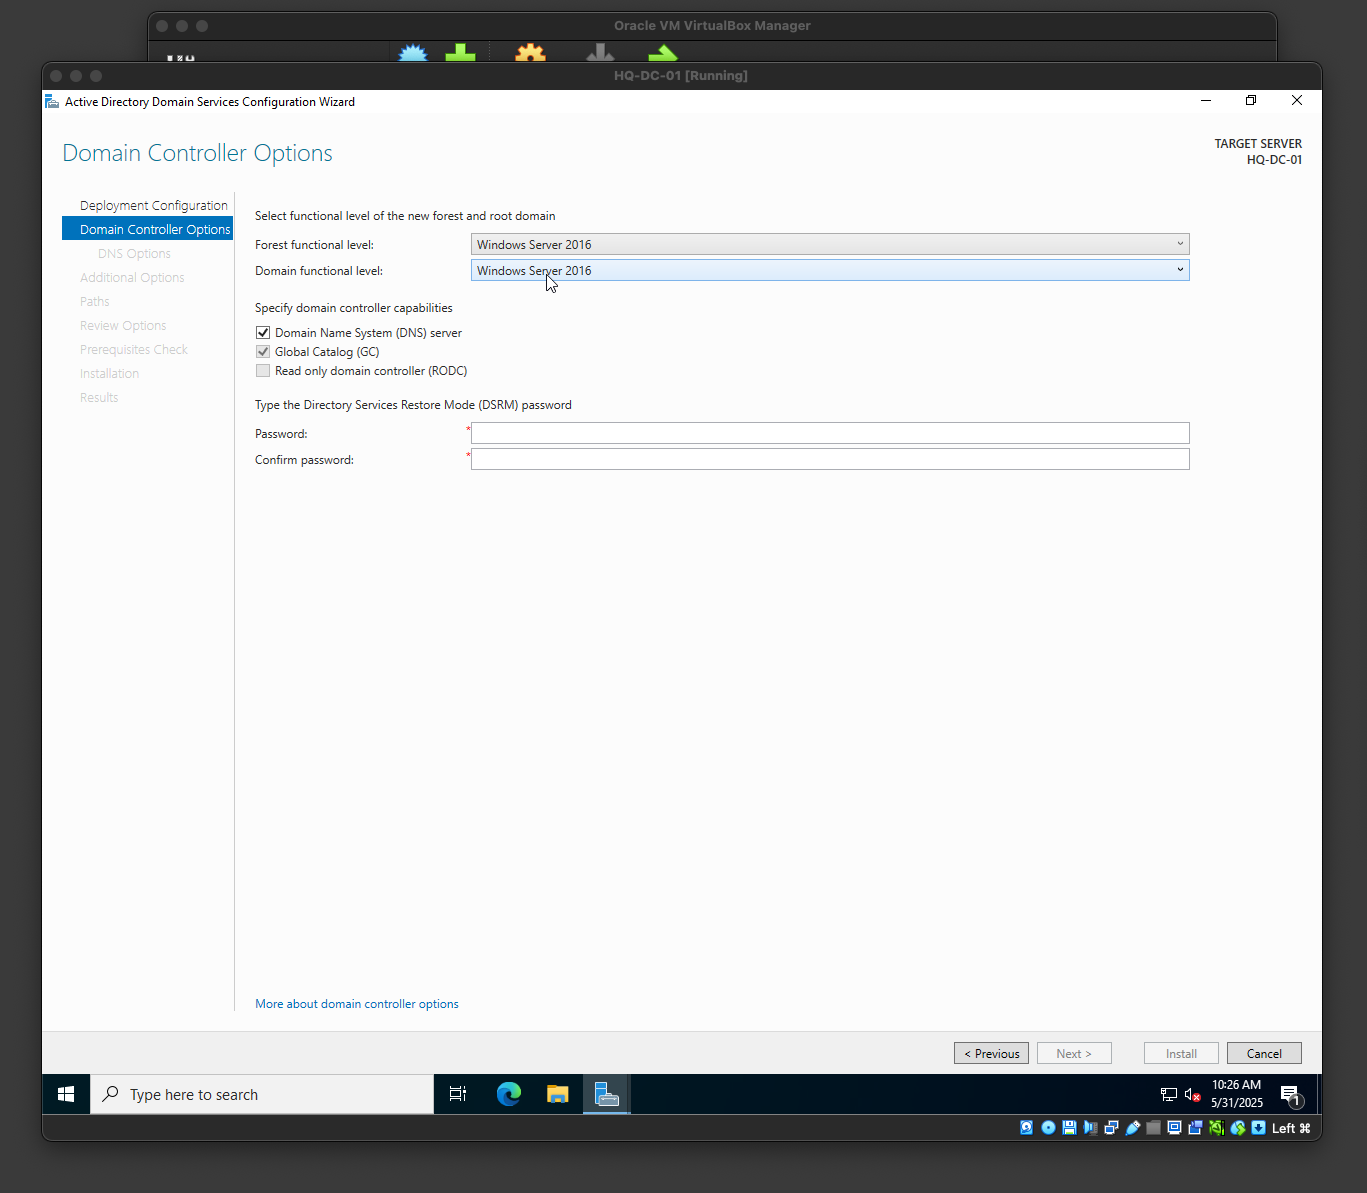 Oracle VM VirtualBox Manager
HQ-DC-01 [Running]
Active Directory Domain Services Configuration Wizard
Domain Controller Options
TARGET SERVER
HQ-DC-01
Deployment Configuration
Domain Controller Options
DNS Options
Additional Options
Paths
Review Options
Prerequisites Check
Installation
Results
Select functional level of the new forest and root domain
Forest functional level:
Windows Server 2016
Domain functional level:
Windows Server 2016
Specify domain controller capabilities
Domain Name System (DNS) server
Global Catalog (GC)
Read only domain controller (RODC)
Type the Directory Services Restore Mode (DSRM) password
Password: *
Confirm password: *
More about domain controller options
< Previous
Next >
Install
Cancel
Type here to search
10:26 AM
5/31/2025
1
Left ⌘